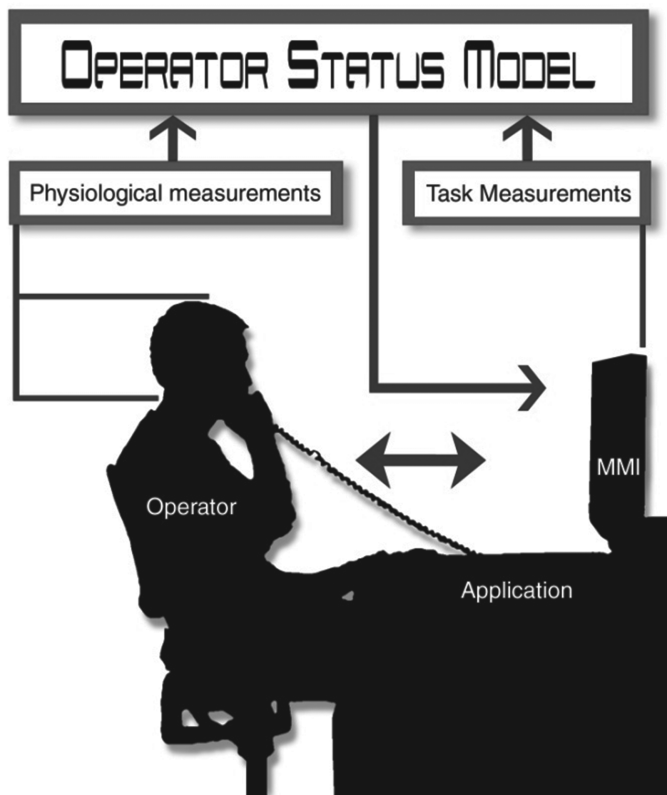 OPERATOR STATUS MODEL
Physiological measurements
Task Measurements
MMI
Operator
Application